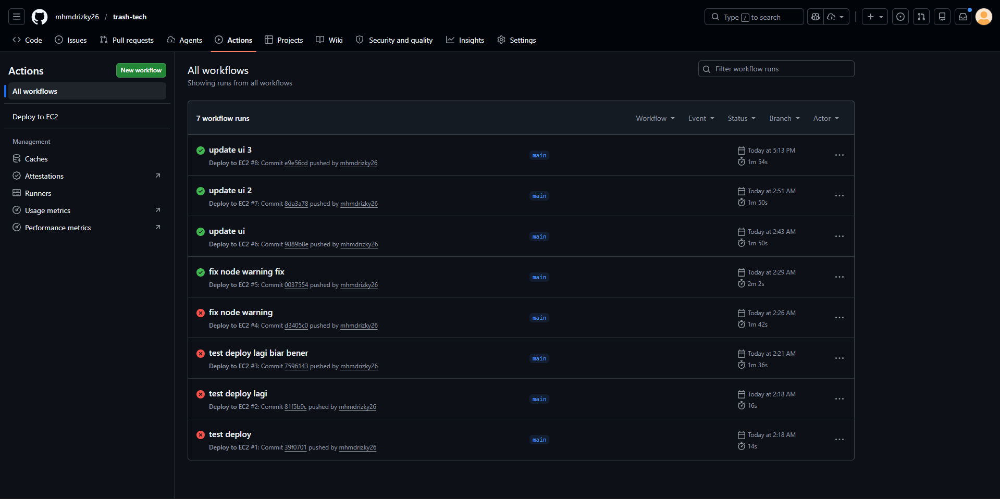 mhmdrizky26 / trash-tech
Type / to search
Code
Issues
Pull requests
Agents
Actions
Projects
Wiki
Security and quality
Insights
Settings
Actions
New workflow
All workflows
Deploy to EC2
Management
Caches
Attestations
Runners
Usage metrics
Performance metrics
All workflows
Showing runs from all workflows
Filter workflow runs
7 workflow runs
Workflow
Event
Status
Branch
Actor
update ui 3
Deploy to EC2 #8: Commit e9e56cd pushed by mhmdrizky26
main
Today at 5:13 PM
1m 54s
update ui 2
Deploy to EC2 #7: Commit 8da3a78 pushed by mhmdrizky26
main
Today at 2:51 AM
1m 50s
update ui
Deploy to EC2 #6: Commit 9889b8e pushed by mhmdrizky26
main
Today at 2:43 AM
1m 50s
fix node warning fix
Deploy to EC2 #5: Commit 0037554 pushed by mhmdrizky26
main
Today at 2:29 AM
2m 2s
fix node warning
Deploy to EC2 #4: Commit d3405c0 pushed by mhmdrizky26
main
Today at 2:26 AM
1m 42s
test deploy lagi biar bener
Deploy to EC2 #3: Commit 7596143 pushed by mhmdrizky26
main
Today at 2:21 AM
1m 36s
test deploy lagi
Deploy to EC2 #2: Commit 81f5b9c pushed by mhmdrizky26
main
Today at 2:18 AM
16s
test deploy
Deploy to EC2 #1: Commit 39f0701 pushed by mhmdrizky26
main
Today at 2:18 AM
14s